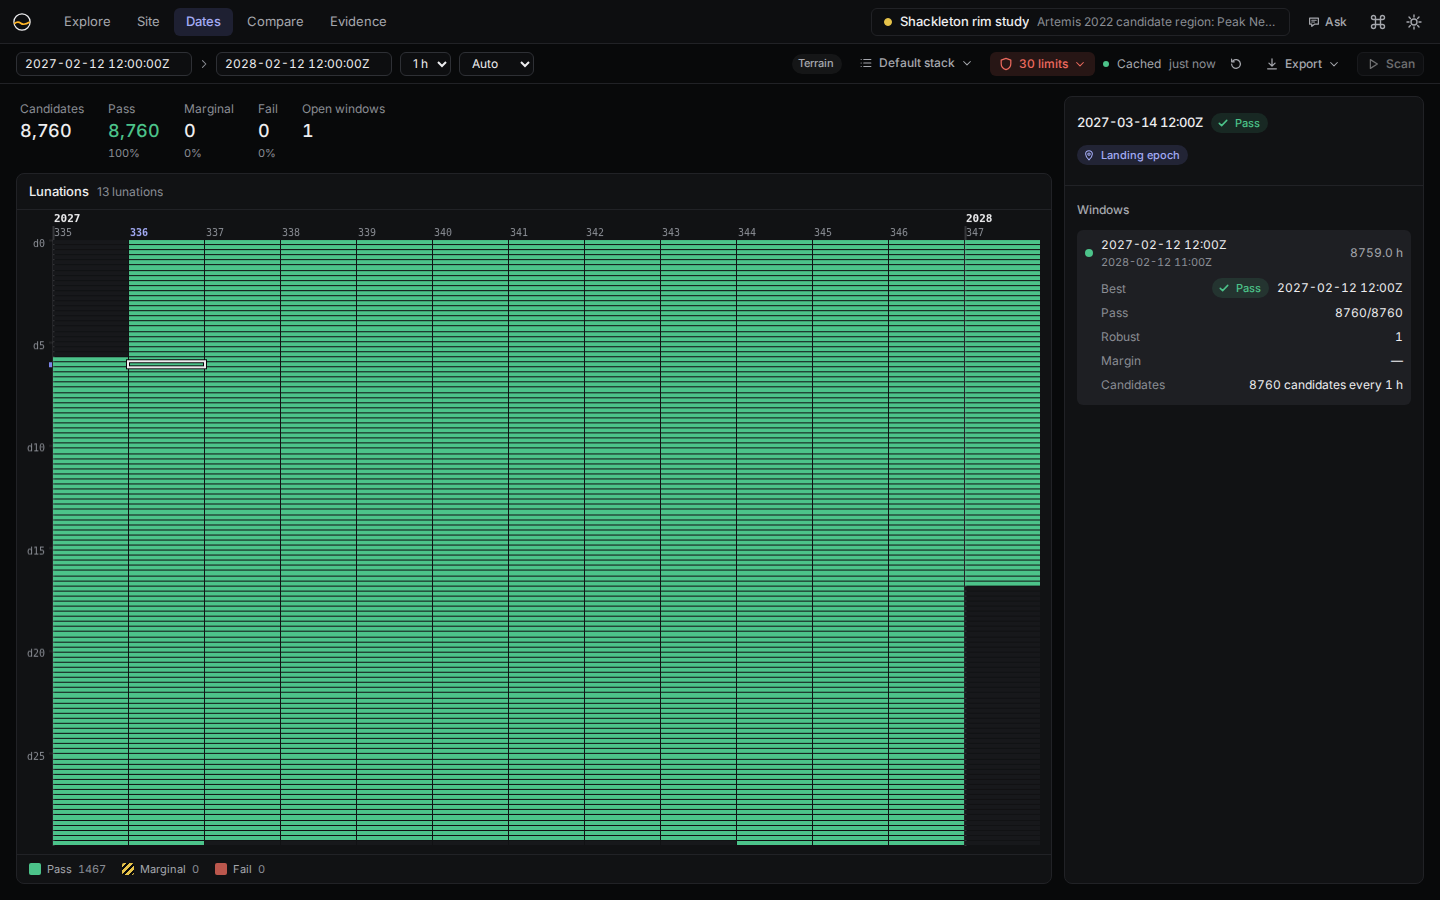 Explore Site Dates Compare Evidence
Shackleton rim study Artemis 2022 candidate region: Peak Ne...
Ask
2027-02-12 12:00:00Z 2028-02-12 12:00:00Z 1 h Auto
Terrain Default stack 30 limits Cached just now Export Scan
Candidates Pass Marginal Fail Open windows
8,760 8,760 0 0 1
100% 0% 0%
Lunations 13 lunations
2027 2028
335 336 337 338 339 340 341 342 343 344 345 346 347
d0
d5
d10
d15
d20
d25
Pass 1467 Marginal 0 Fail 0
2027-03-14 12:00Z Pass
Landing epoch
Windows
2027-02-12 12:00Z
2028-02-12 11:00Z
8759.0 h
Best Pass 2027-02-12 12:00Z
Pass 8760/8760
Robust 1
Margin —
Candidates 8760 candidates every 1 h